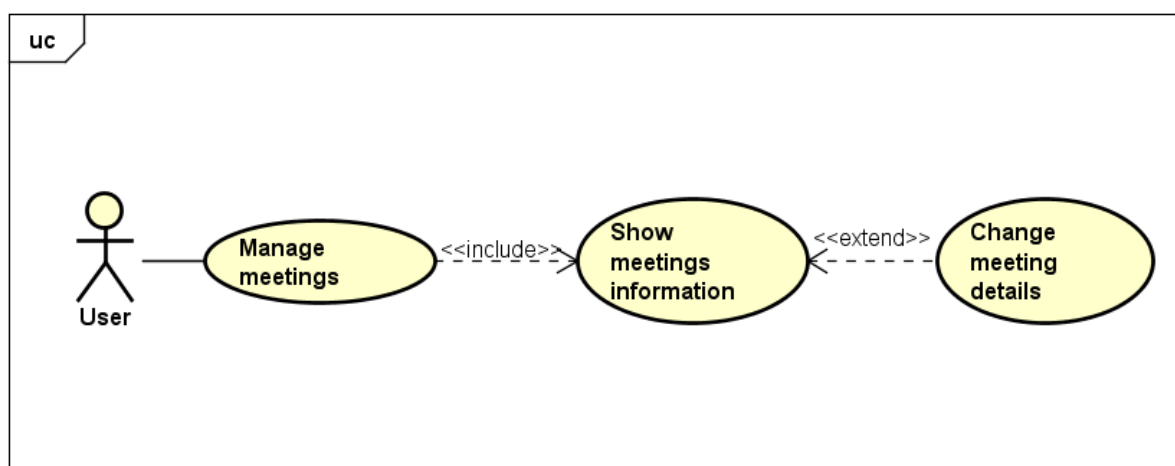 uc
Manage
meetings
<<include>>
Show
meetings
information
<<extend>>
Change
meeting
details
User